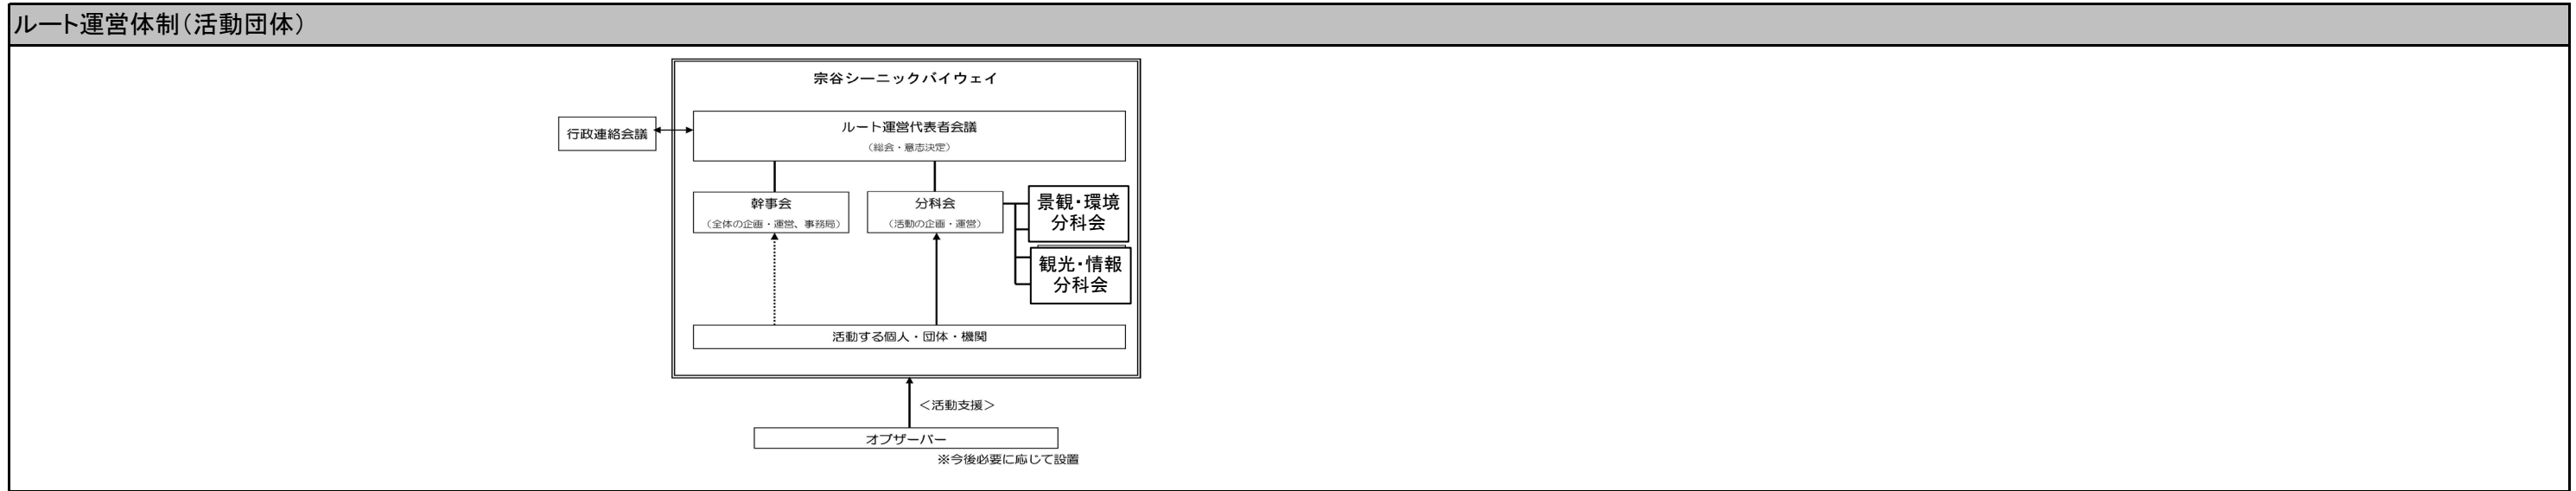 ルート運営体制（活動団体）
宗谷シーニックバイウェイ
行政連絡会議
ルート運営代表者会議
（総会・意志決定）
幹事会
（全体の企画・運営、事務局）
分科会
（活動の企画・運営）
景観・環境
分科会
観光・情報
分科会
活動する個人・団体・機関
＜活動支援＞
オブザーバー
※今後必要に応じて設置